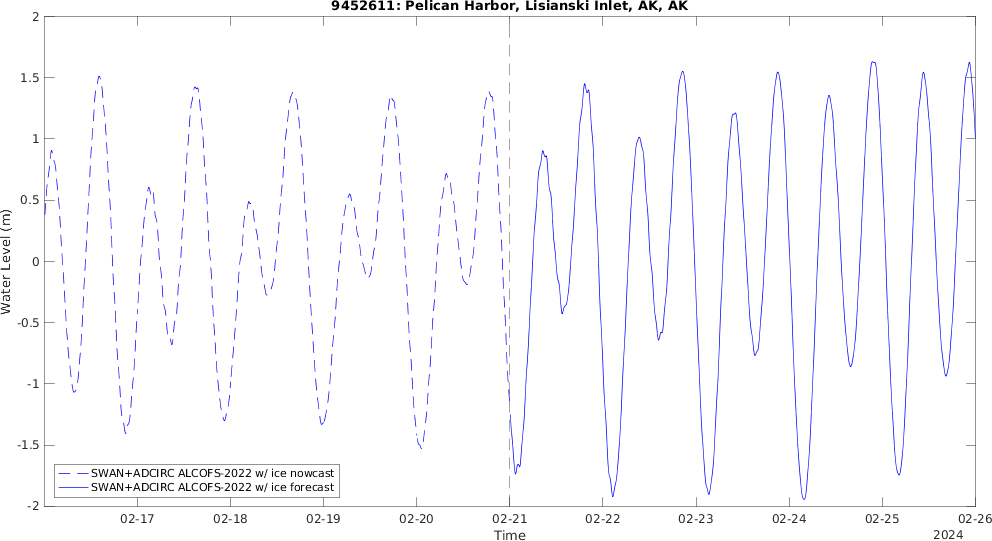 9452611: Pelican Harbor, Lisianski Inlet, AK, AK
2
1.5
1
0.5
0
-0.5
-1
-1.5
-2
Water Level (m)
SWAN+ADCIRC ALCOFS-2022 w/ ice nowcast
SWAN+ADCIRC ALCOFS-2022 w/ ice forecast
02-17 02-18 02-19 02-20 02-21 02-22 02-23 02-24 02-25 02-26
Time
2024